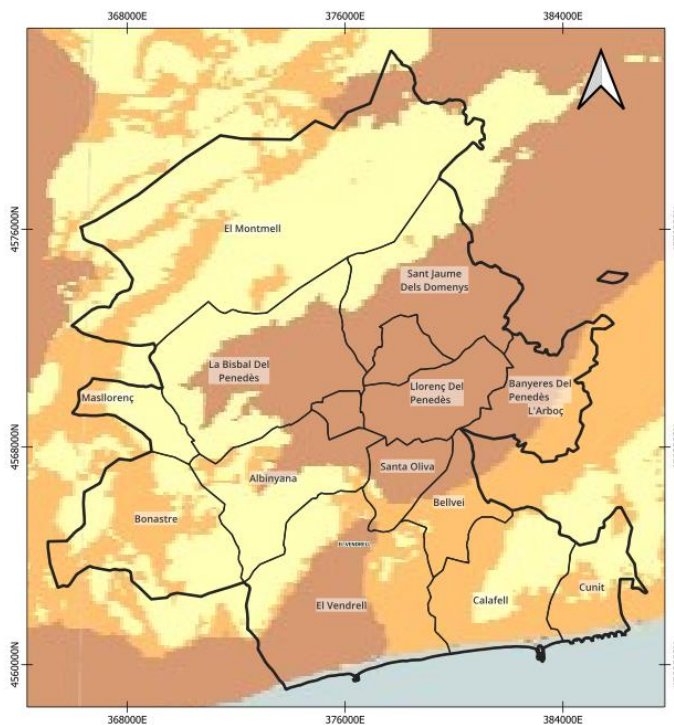 368000E
376000E
384000E
4576000N
4568000N
4560000N
El Montmell
Sant Jaume
Dels Domenys
La Bisbal Del
Penedès
Masllorenç
Llorenç Del
Penedès
Banyeres Del
Penedès
L'Arboç
Santa Oliva
Albinyana
Bellvei
Bonastre
El VENDRELL
El Vendrell
Calafell
Cunit
368000E
376000E
384000E